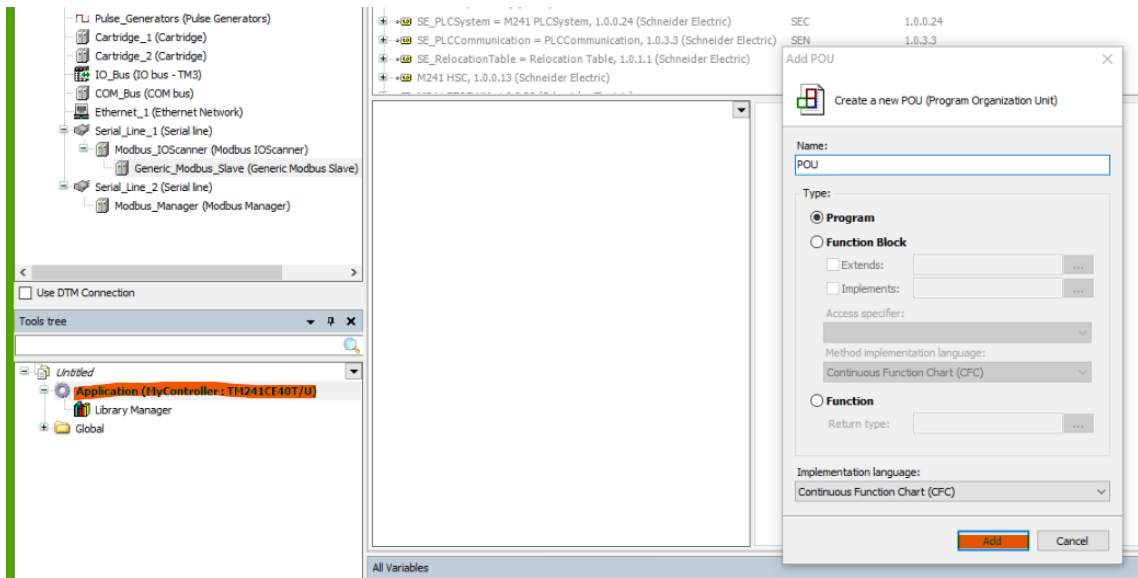 Pulse_Generators (Pulse Generators)
Cartridge_1 (Cartridge)
Cartridge_2 (Cartridge)
IO_Bus (IO bus - TM3)
COM_Bus (COM bus)
Ethernet_1 (Ethernet Network)
Serial_Line_1 (Serial line)
Modbus_IOScanner (Modbus IOScanner)
Generic_Modbus_Slave (Generic Modbus Slave)
Serial_Line_2 (Serial line)
Modbus_Manager (Modbus Manager)
Use DTM Connection
Tools tree
Untitled
Application (MyController : TM241CE40T/U)
Library Manager
Global
SE_PLCSystem = M241 PLCSystem, 1.0.0.24 (Schneider Electric) SEC 1.0.0.24
SE_PLCCommunication = PLCCommunication, 1.0.3.3 (Schneider Electric) SEN 1.0.3.3
SE_RelocationTable = Relocation Table, 1.0.1.1 (Schneider Electric)
M241 HSC, 1.0.0.13 (Schneider Electric)
All Variables
Add POU
Create a new POU (Program Organization Unit)
Name:
POU
Type:
Program
Function Block
Extends: ...
Implements: ...
Access specifier:
Method implementation language:
Continuous Function Chart (CFC)
Function
Return type: ...
Implementation language:
Continuous Function Chart (CFC)
Add Cancel